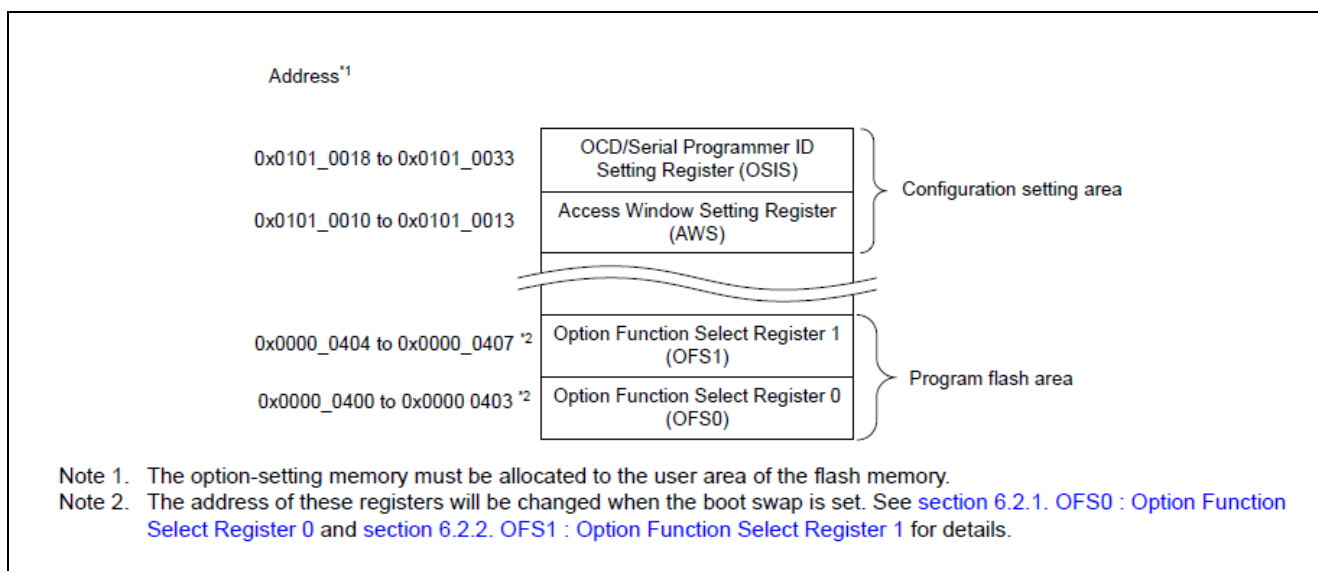 Address*1
0x0101_0018 to 0x0101_0033
OCD/Serial Programmer ID
Setting Register (OSIS)
Configuration setting area
0x0101_0010 to 0x0101_0013
Access Window Setting Register
(AWS)
0x0000_0404 to 0x0000_0407 *2
Option Function Select Register 1
(OFS1)
Program flash area
0x0000_0400 to 0x0000 0403 *2
Option Function Select Register 0
(OFS0)
Note 1. The option-setting memory must be allocated to the user area of the flash memory.
Note 2. The address of these registers will be changed when the boot swap is set. See section 6.2.1. OFS0 : Option Function
Select Register 0 and section 6.2.2. OFS1 : Option Function Select Register 1 for details.